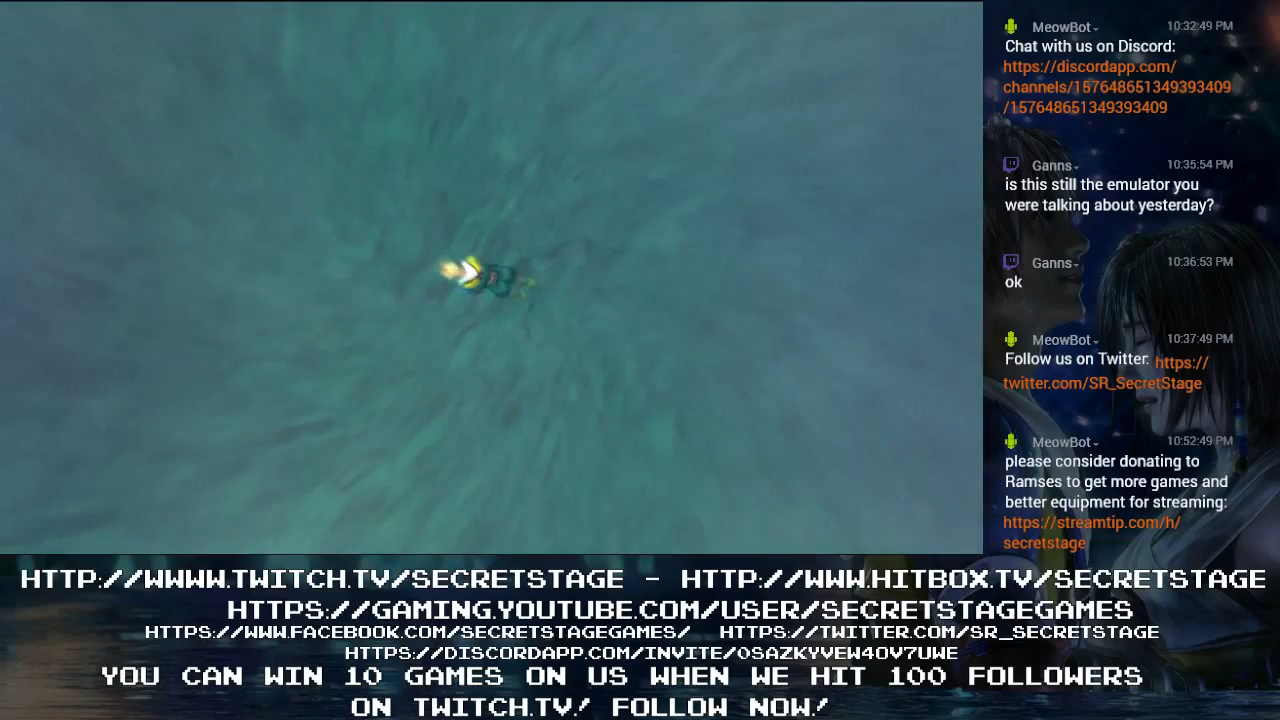 MeowBot 10:32:49 PM
Chat with us on Discord:
https://discordapp.com/
channels/157648651349393409
/157648651349393409
Ganns 10:35:54 PM
is this still the emulator you
were talking about yesterday?
Ganns 10:36:53 PM
ok
MeowBot 10:37:49 PM
Follow us on Twitter: https://
twitter.com/SR_SecretStage
MeowBot 10:52:49 PM
please consider donating to
Ramses to get more games and
better equipment for streaming:
https://streamtip.com/h/
secretstage
HTTP://WWWW.TWITCH.TV/SECRETSTAGE - HTTP://WWW.HITBOX.TV/SECRETSTAGE
HTTPS://GAMING.YOUTUBE.COM/USER/SECRETSTAGEGAMES
HTTPS://WWW.FACEBOOK.COM/SECRETSTAGEGAMES/ HTTPS://TWITTER.COM/SR_SECRETSTAGE
HTTPS://DISCORDAPP.COM/INVITE/0SAZKYVEW4OV7UWE
YOU CAN WIN 10 GAMES ON US WHEN WE HIT 100 FOLLOWERS
ON TWITCH.TV! FOLLOW NOW!